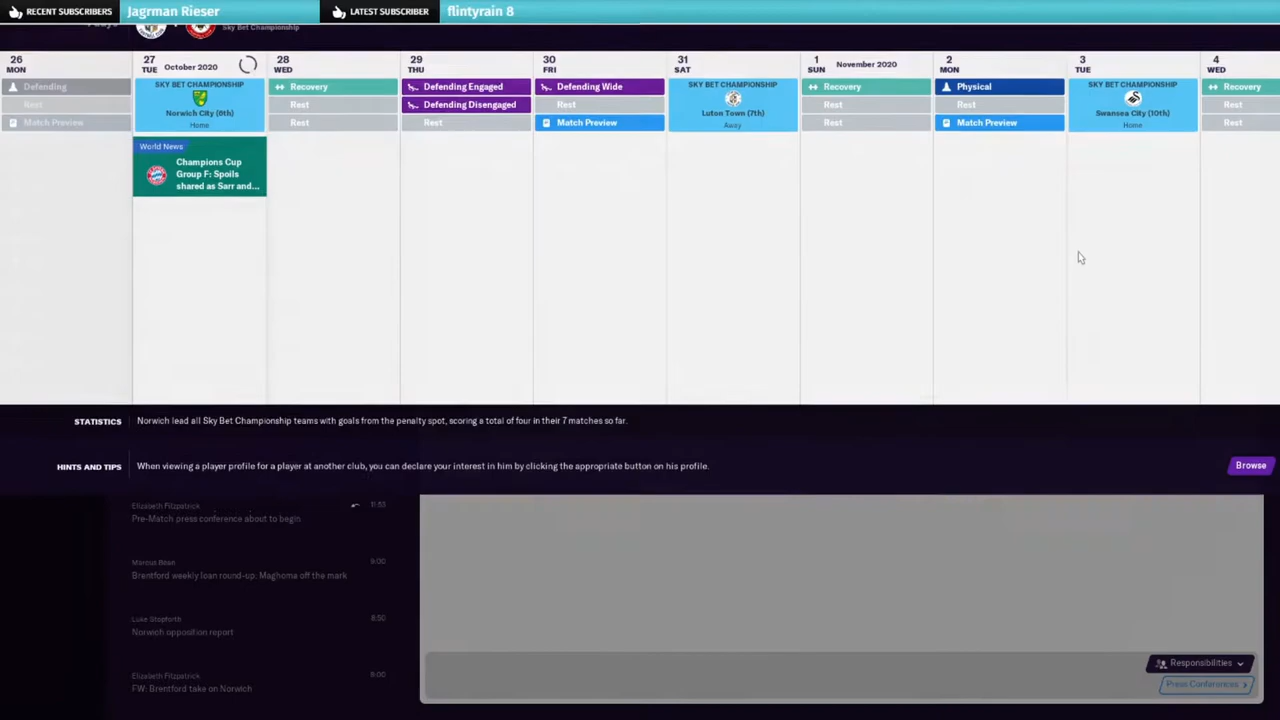 RECENT SUBSCRIBERS
Jagrman Rieser
LATEST SUBSCRIBER
flintyrain 8
Sky Bet Championship
26
MON
Defending
Rest
Match Preview
27
TUE
October 2020
SKY BET CHAMPIONSHIP
Norwich City (8th)
Home
World News
Champions Cup
Group F: Spoils
shared as Sarr and...
28
WED
Recovery
Rest
Rest
29
THU
Defending Engaged
Defending Disengaged
Rest
30
FRI
Defending Wide
Rest
Match Preview
31
SAT
SKY BET CHAMPIONSHIP
Luton Town (7th)
Away
1
SUN
November 2020
Recovery
Rest
Rest
2
MON
Physical
Rest
Match Preview
3
TUE
SKY BET CHAMPIONSHIP
Swansea City (10th)
Home
4
WED
Recovery
Rest
Rest
STATISTICS
Norwich lead all Sky Bet Championship teams with goals from the penalty spot, scoring a total of four in their 7 matches so far.
HINTS AND TIPS
When viewing a player profile for a player at another club, you can declare your interest in him by clicking the appropriate button on his profile.
Browse
Elizabeth Fitzpatrick
11:53
Pre-Match press conference about to begin
Marcus Bean
9:00
Brentford weekly loan round-up: Maghoma off the mark
Luke Stopforth
8:50
Norwich opposition report
Elizabeth Fitzpatrick
8:00
FW: Brentford take on Norwich
Responsibilities
Press Conferences